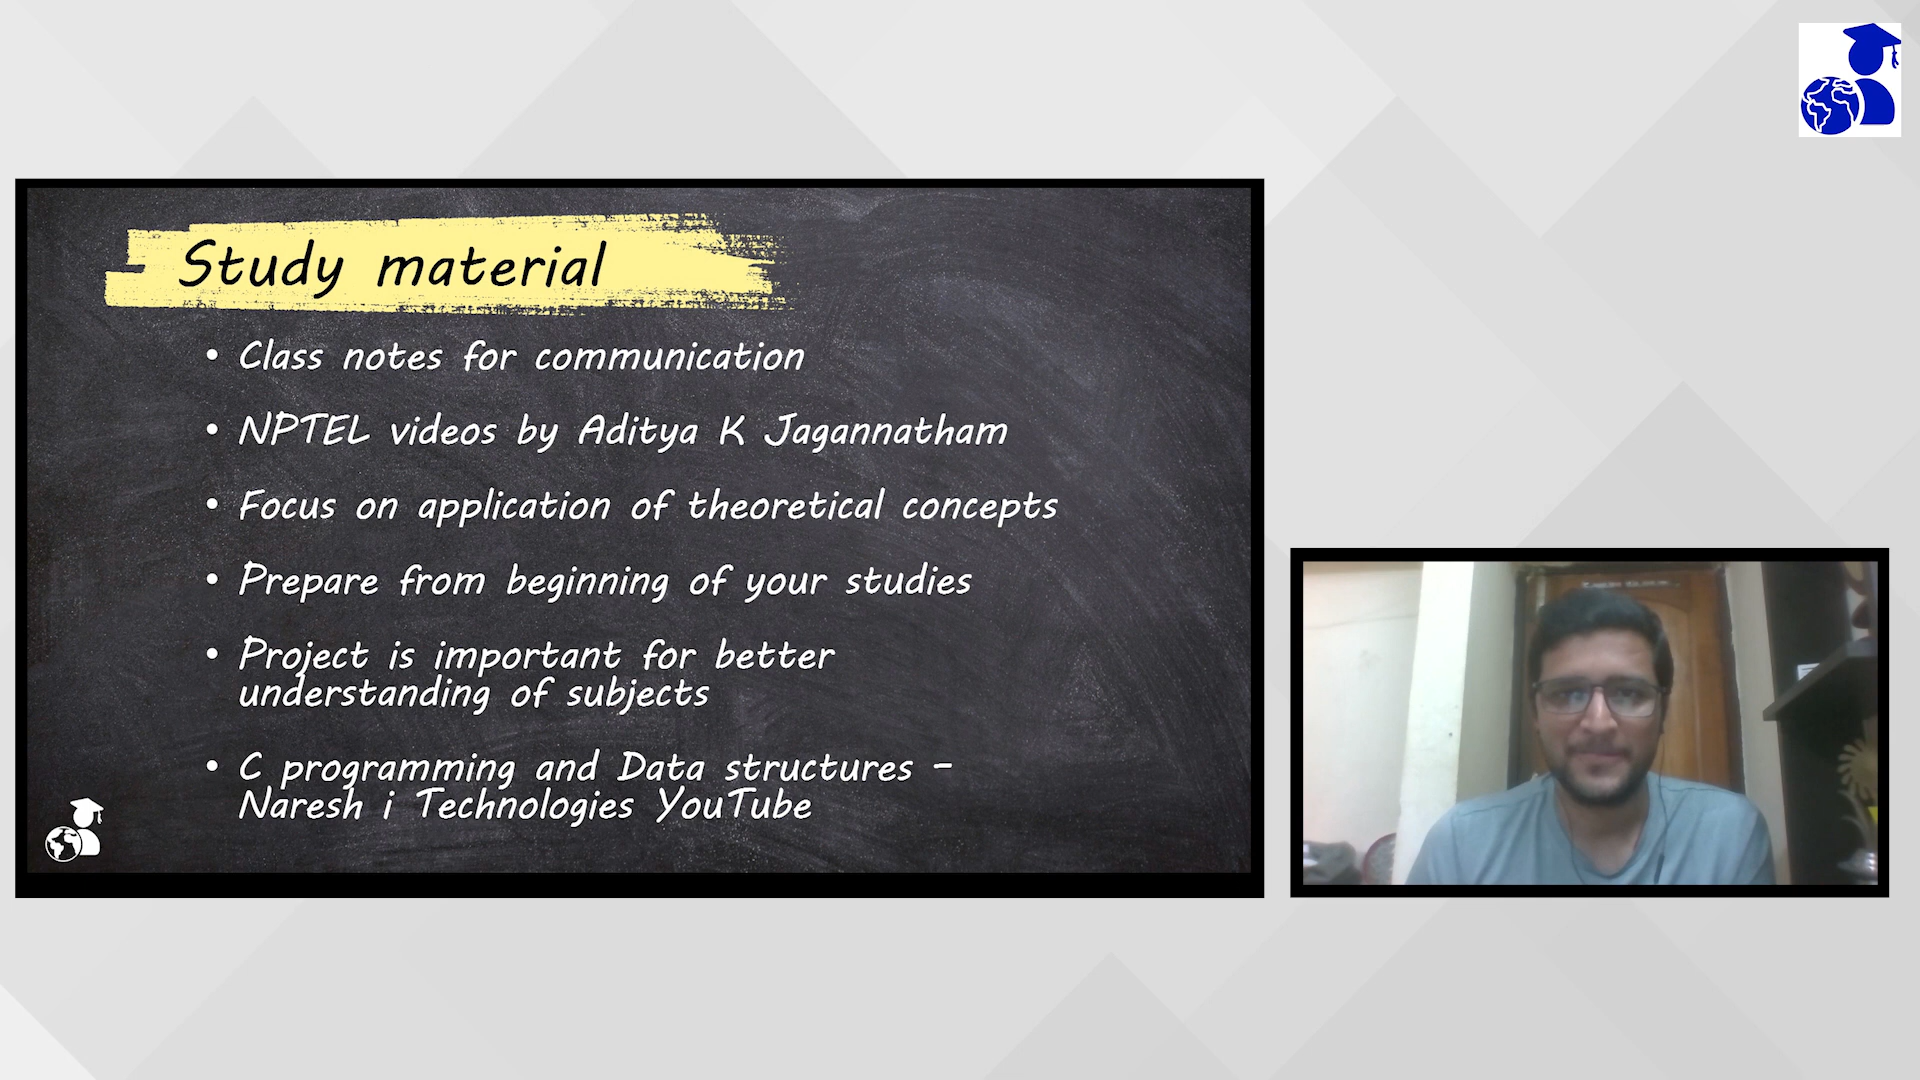 Study material
• Class notes for communication
• NPTEL videos by Aditya K Jagannatham
• Focus on application of theoretical concepts
• Prepare from beginning of your studies
• Project is important for better
understanding of subjects
• C programming and Data structures -
Naresh i Technologies YouTube